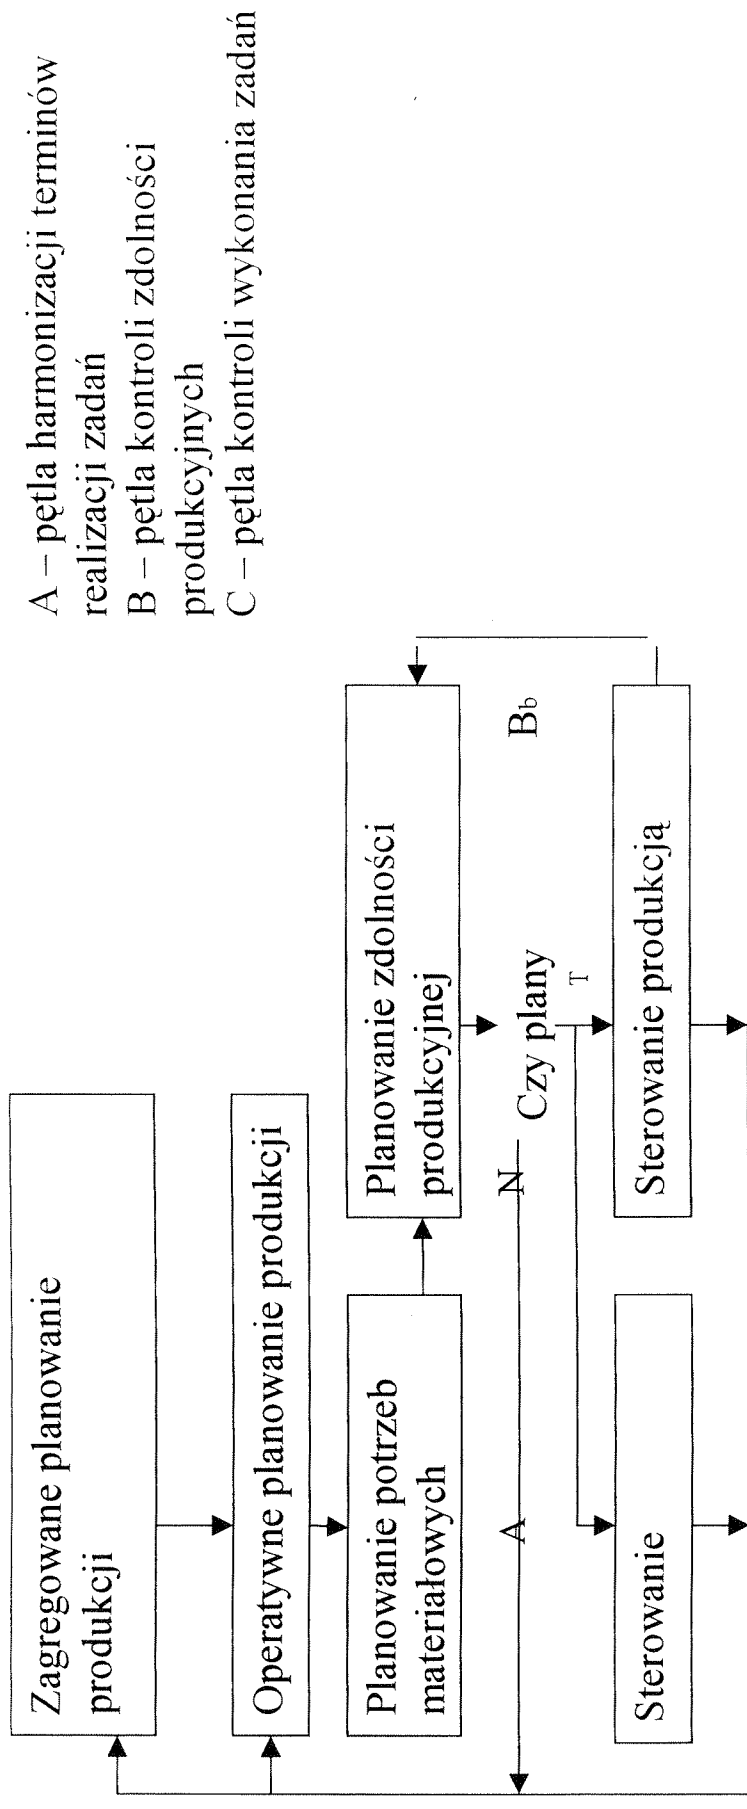 Zagregowane planowanie
produkcji
Operatywne planowanie produkcji
Planowanie potrzeb
materiałowych
Planowanie zdolności
produkcyjnej
A
N
Czy plany
T
Bb
Sterowanie
Sterowanie produkcją
A – pętla harmonizacji terminów
realizacji zadań
B – pętla kontroli zdolności
produkcyjnych
C – pętla kontroli wykonania zadań